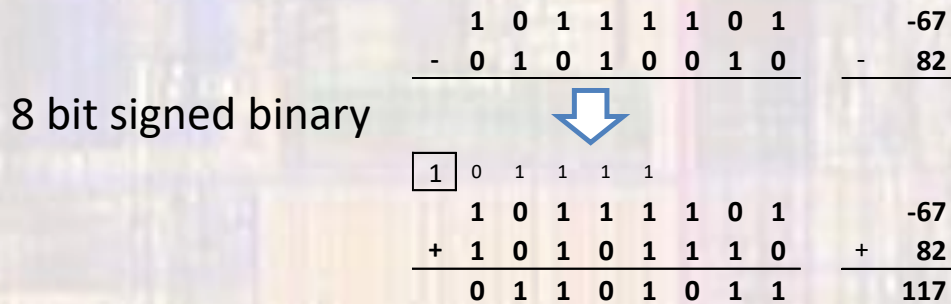 1 0 1 1 1 1 0 1 -67
- 0 1 0 1 0 0 1 0 - 82
8 bit signed binary
1 0 1 1 1 1
1 0 1 1 1 1 0 1 -67
+ 1 0 1 0 1 1 1 0 + 82
0 1 1 0 1 0 1 1 117